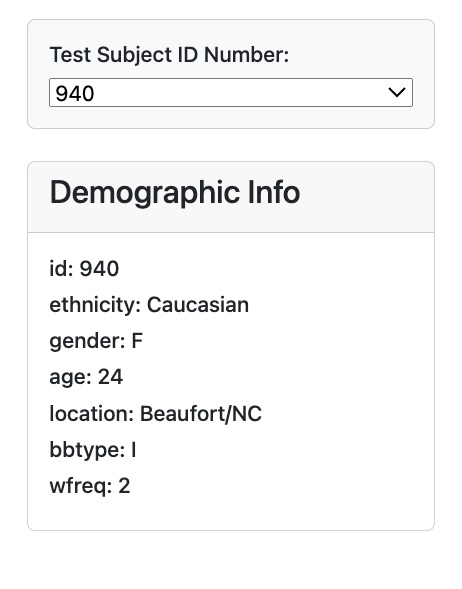 Test Subject ID Number:
940
Demographic Info
id: 940
ethnicity: Caucasian
gender: F
age: 24
location: Beaufort/NC
bbtype: I
wfreq: 2